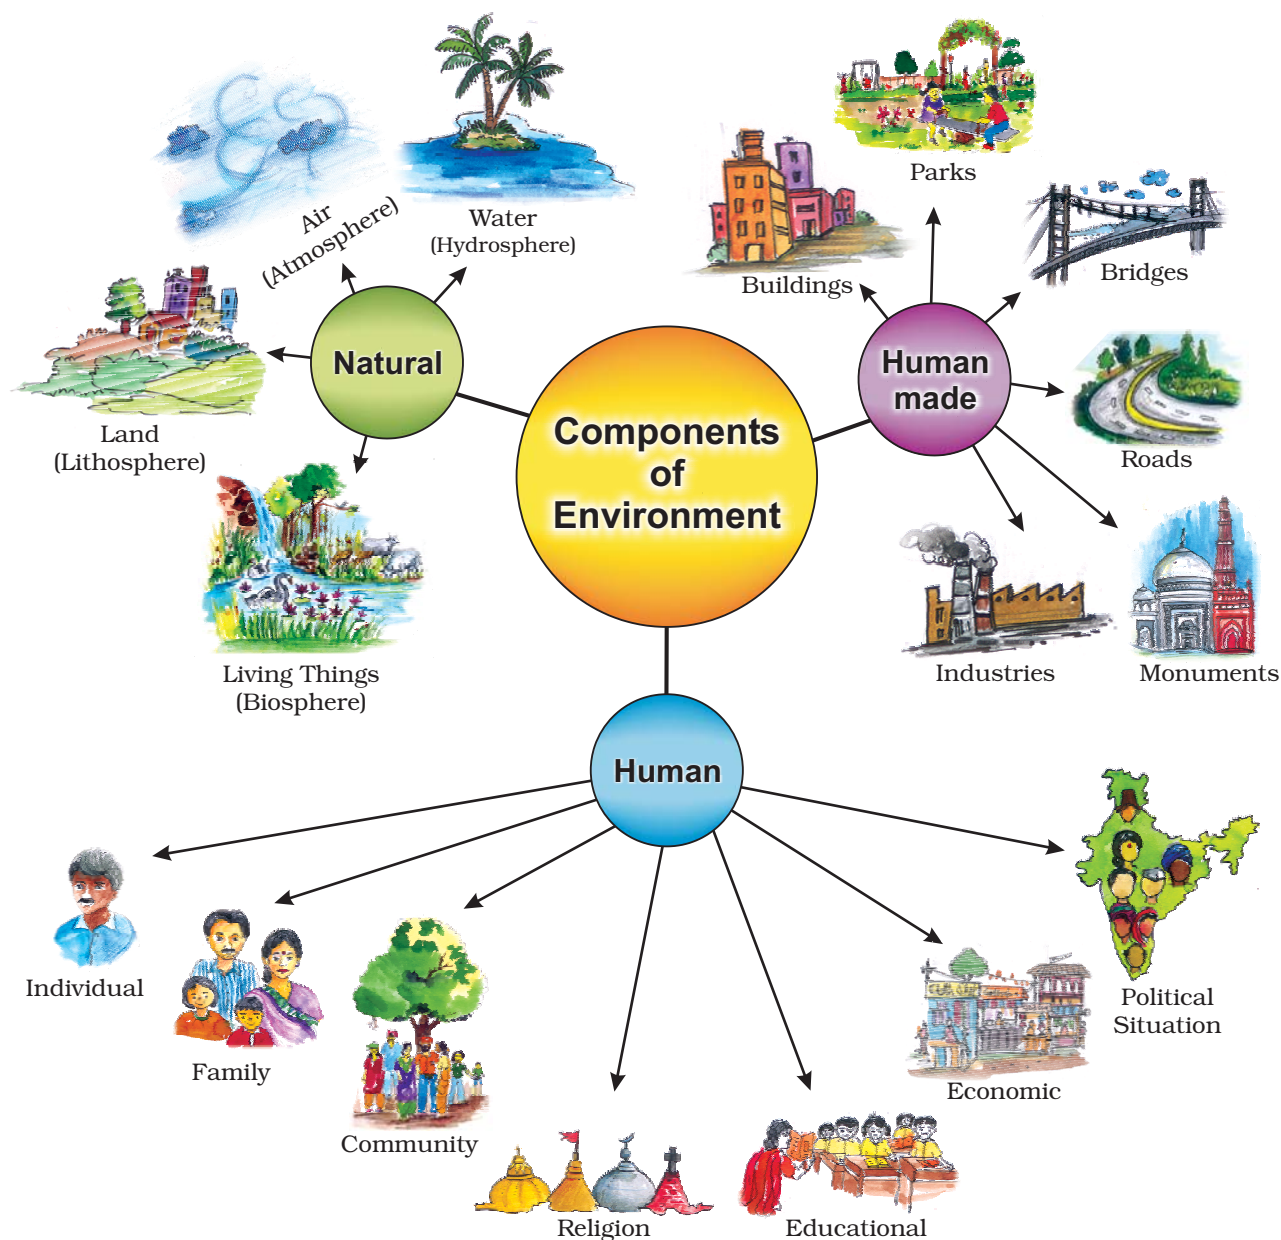 Components
of
Environment
Natural
Air
(Atmosphere)
Water
(Hydrosphere)
Land
(Lithosphere)
Living Things
(Biosphere)
Human
made
Buildings
Parks
Bridges
Roads
Industries
Monuments
Human
Individual
Family
Community
Religion
Educational
Economic
Political
Situation